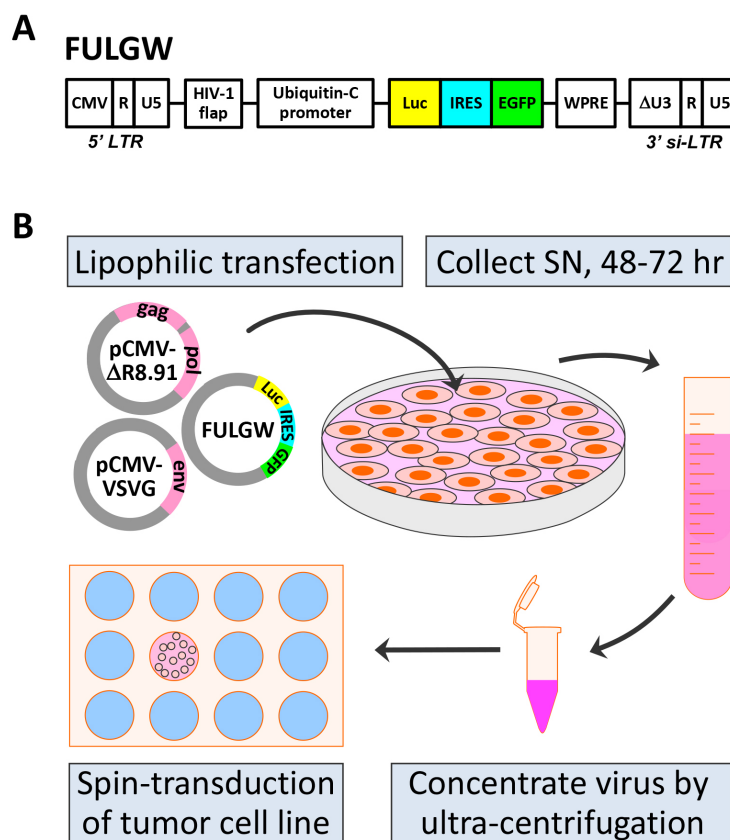 A
FULGW
CMV R U5 HIV-1 flap Ubiquitin-C promoter Luc IRES EGFP WPRE ΔU3 R U5
5’ LTR 3’ si-LTR
B
Lipophilic transfection Collect SN, 48-72 hr
gag
pol
pCMV-
ΔR8.91
Luc
IRES
GFP
FULGW
pCMV-
VSVG
env
Spin-transduction
of tumor cell line
Concentrate virus by
ultra-centrifugation